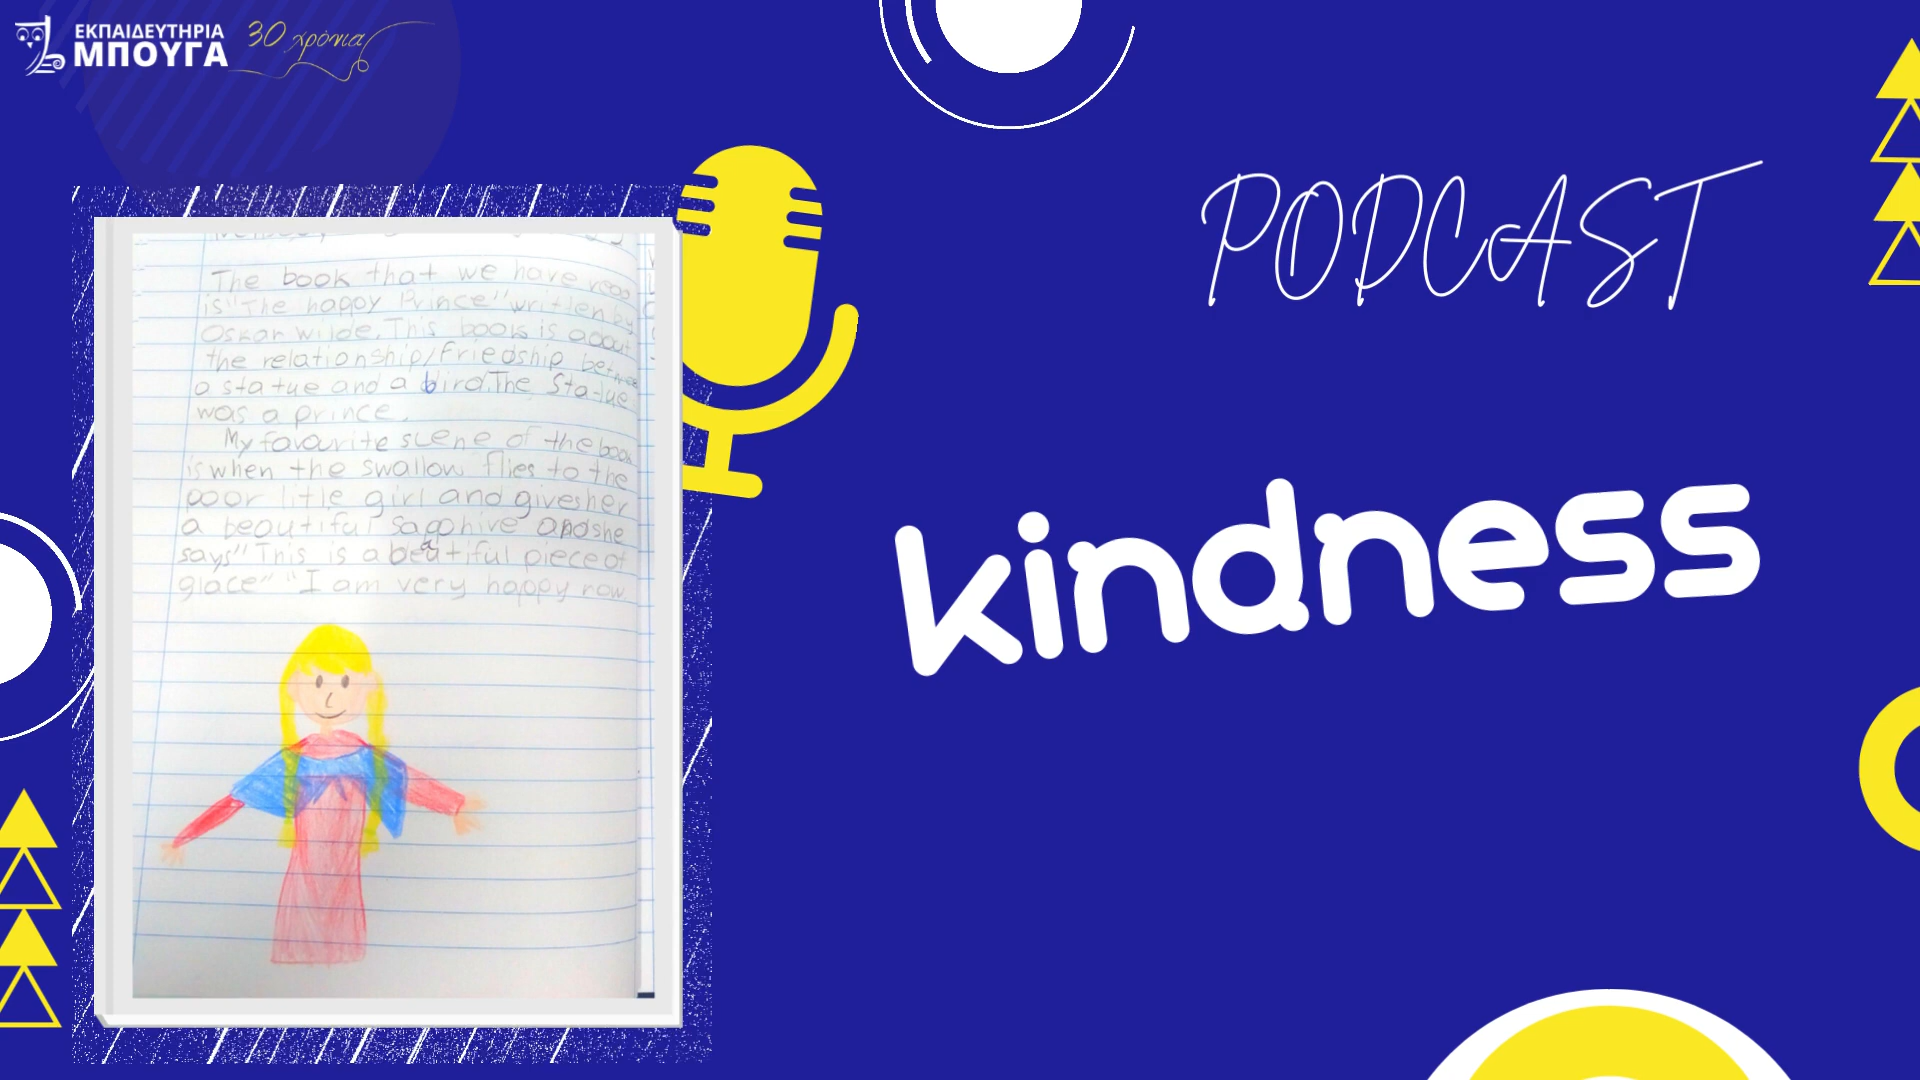 ΕΚΠΑΙΔΕΥΤΗΡΙΑ
ΜΠΟΥΓΑ
30 χρόνια
PODCAST
kindness
The book that we have read
is "The happy Prince" written by
Oskar wilde. This book is about
the relationship/Friedship between
a statue and a bird. The Statue
was a prince.
My favourite scene of the book
is when the swallow flies to the
poor little girl and gives her
a beautiful sapphive and she
says "This is a beautiful piece of
glace" "I am very happy now